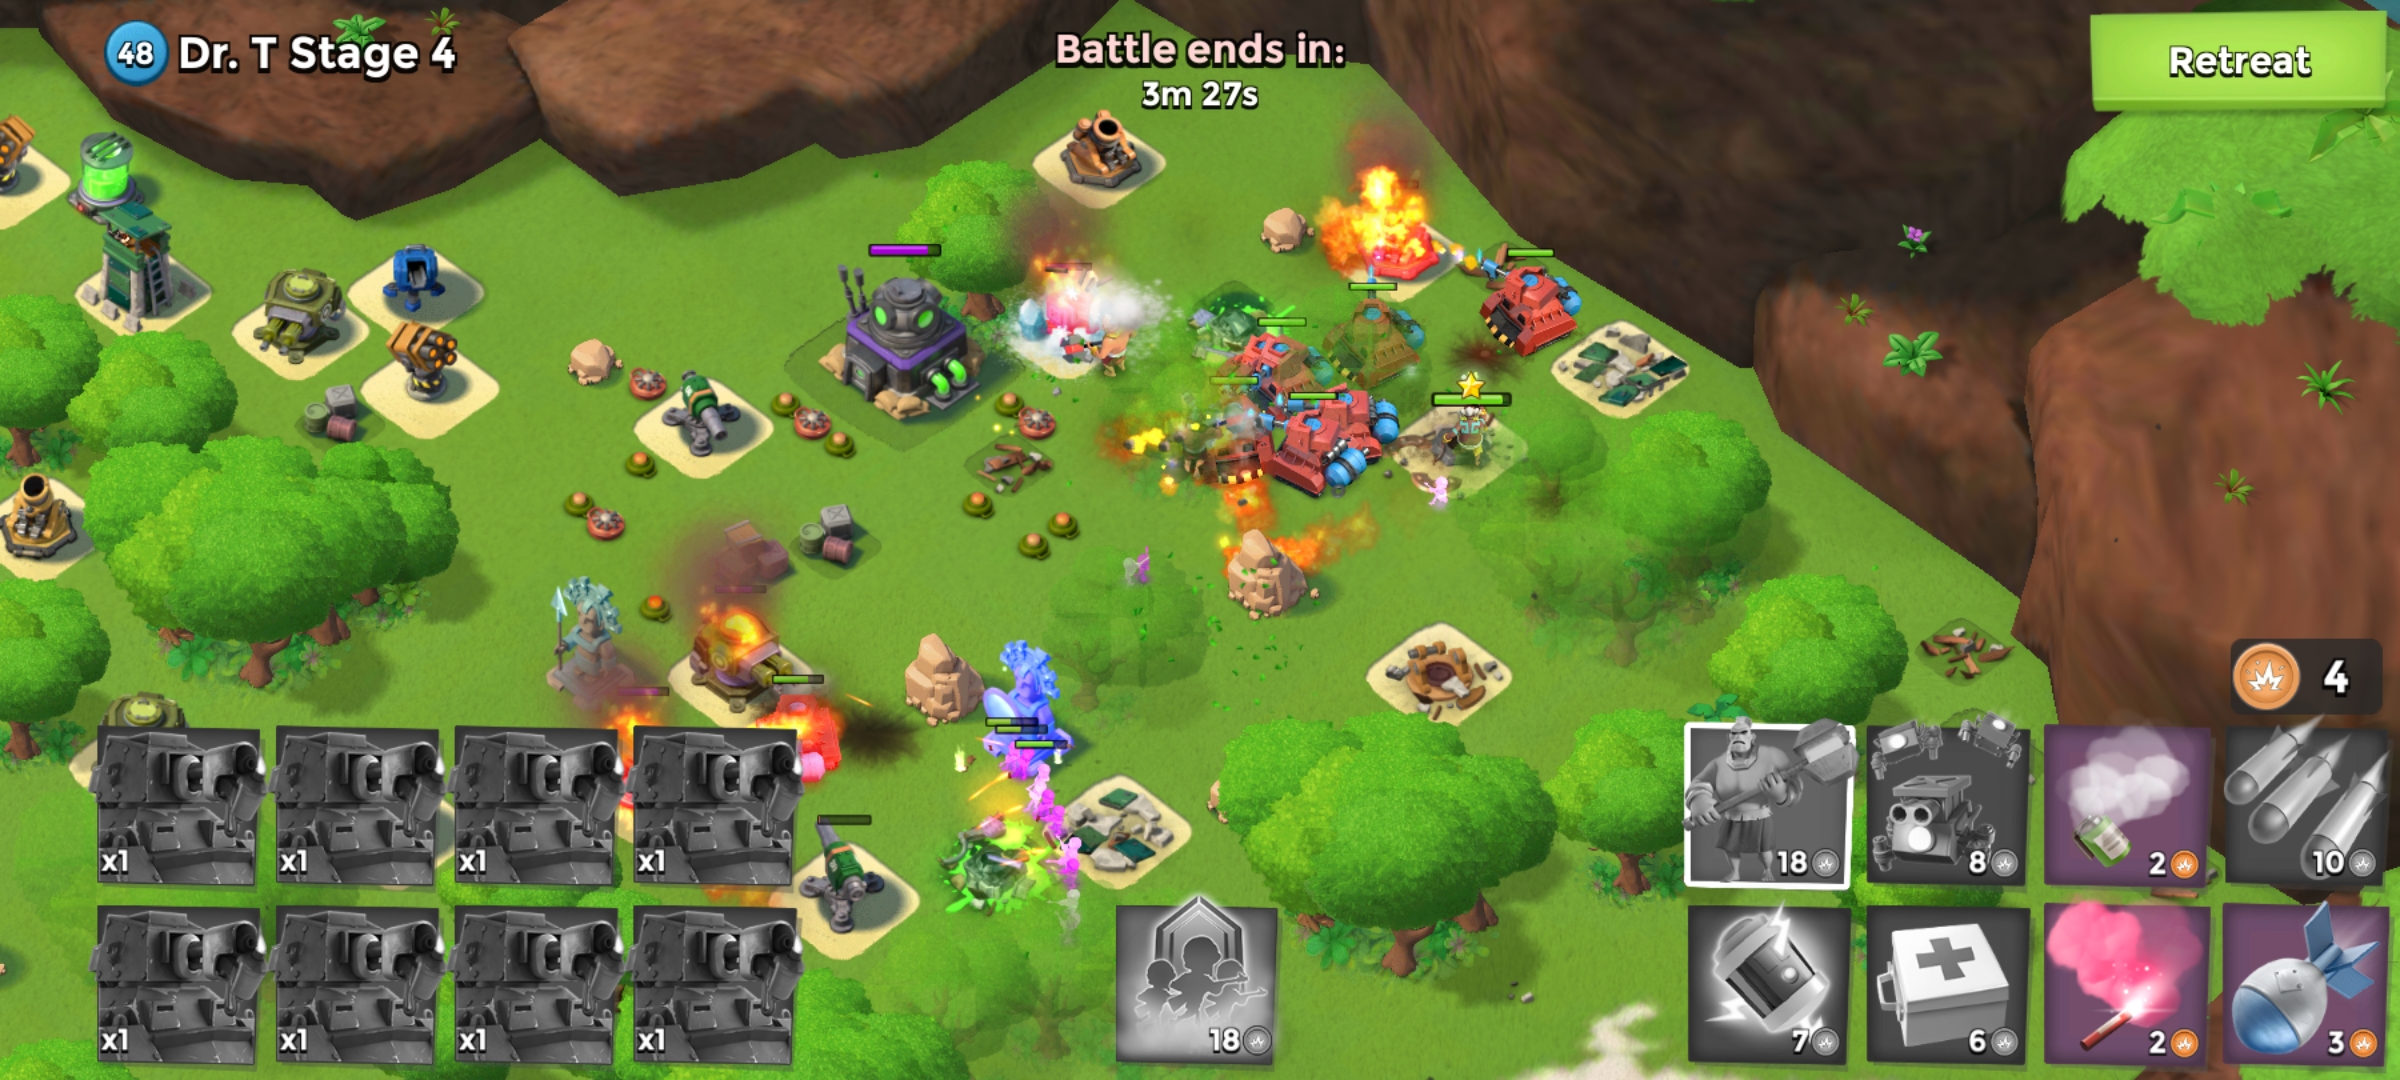 48 Dr. T Stage 4
Battle ends in:
3m 27s
Retreat
4
x1 x1 x1 x1
18 8 2 10
x1 x1 x1 x1
18
7 6 2 3